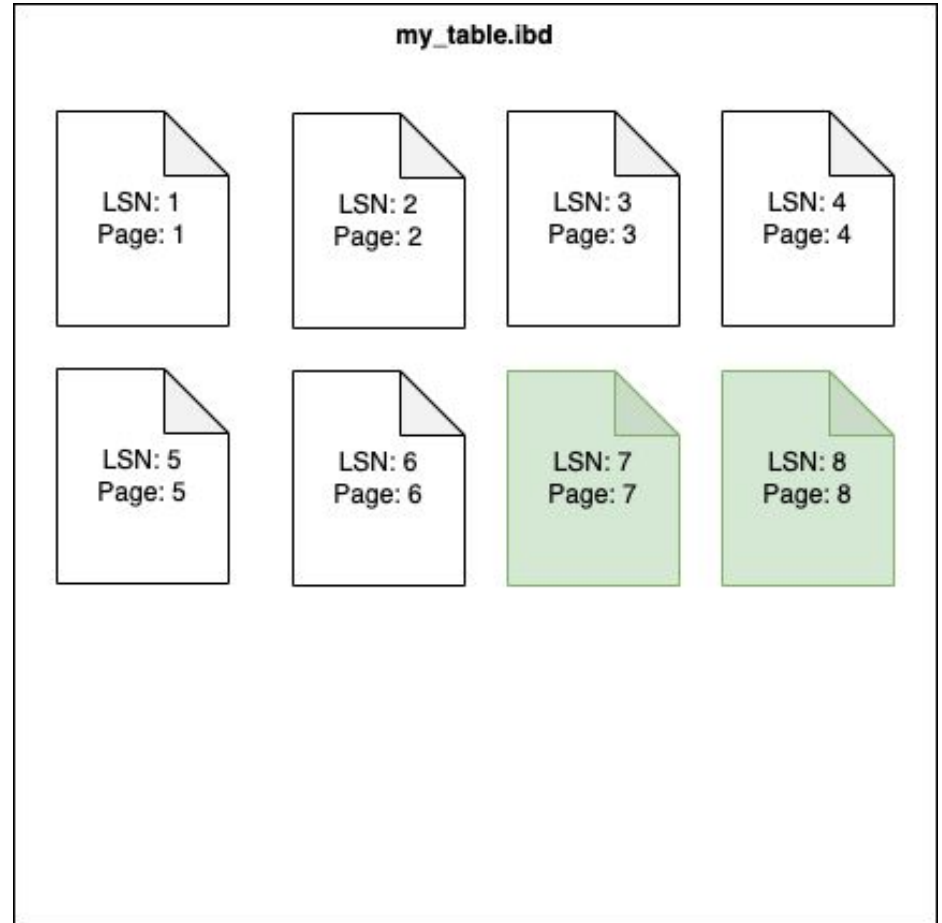 my_table.ibd
LSN: 1
Page: 1
LSN: 2
Page: 2
LSN: 3
Page: 3
LSN: 4
Page: 4
LSN: 5
Page: 5
LSN: 6
Page: 6
LSN: 7
Page: 7
LSN: 8
Page: 8